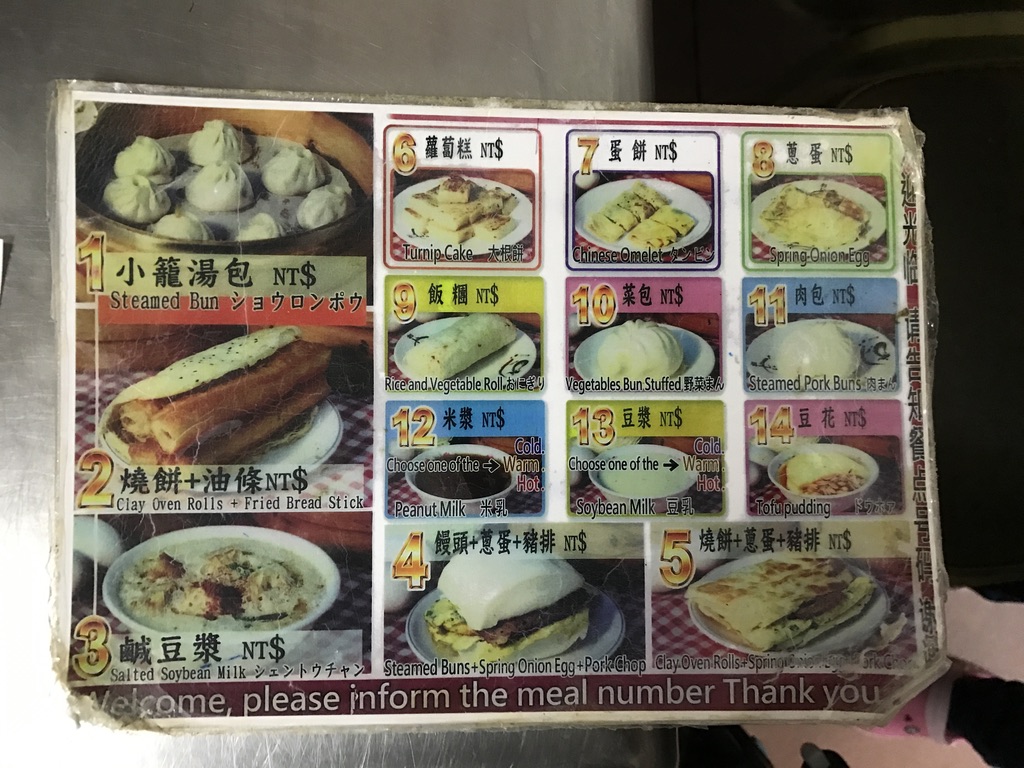 1 小籠湯包 NT$
Steamed Bun ショウロンポウ
2 燒餅+油條NT$
Clay Oven Rolls + Fried Bread Stick
3 鹹豆漿 NT$
Salted Soybean Milk シェントウチャン
6 蘿蔔糕 NT$
Turnip Cake 大根餅
7 蛋餅 NT$
Chinese Omelet タンピン
8 蔥蛋 NT$
Spring Onion Egg
9 飯糰 NT$
Rice and Vegetable Roll おにぎり
10 菜包 NT$
Vegetables Bun Stuffed 野菜まん
11 肉包 NT$
Steamed Pork Buns 肉まん
12 米漿 NT$
Cold.
Choose one of the → Warm.
Hot.
Peanut Milk 米乳
13 豆漿 NT$
Cold.
Choose one of the → Warm.
Hot.
Soybean Milk 豆乳
14 豆花 NT$
Tofu pudding
4 饅頭+蔥蛋+豬排 NT$
Steamed Buns+Spring Onion Egg+Pork Chop
5 燒餅+蔥蛋+豬排 NT$
Clay Oven Rolls+Spring Onion Egg
Welcome, please inform the meal number Thank you